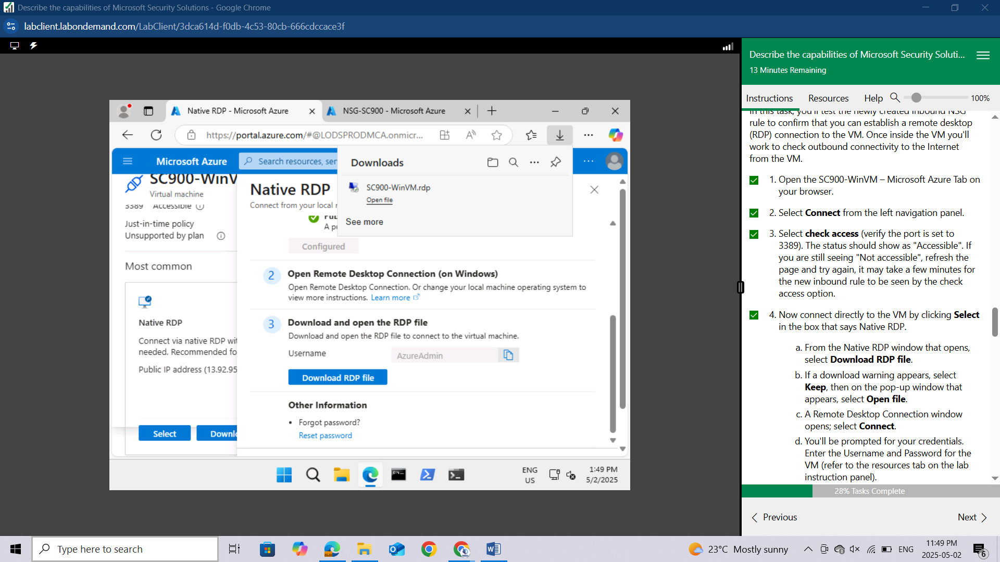 Describe the capabilities of Microsoft Security Solutions - Google Chrome
labclient.labondemand.com/LabClient/3dca614d-f0db-4c53-80cb-666cdccace3f
Native RDP - Microsoft Azure
NSG-SC900 - Microsoft Azure
https://portal.azure.com/#@LODSPRODMCA.onmicr...
Microsoft Azure
Search resources, ser
Downloads
SC900-WinVM.rdp
Open file
See more
SC900-WinV
Virtual machine
3389 Accessible
Just-in-time policy
Unsupported by plan
Most common
Native RDP
Connect via native RDP wit
needed. Recommended fo
Public IP address (13.92.95
Select
Downl
Native RDP
Connect from your local
A pu
Configured
2
Open Remote Desktop Connection (on Windows)
Open Remote Desktop Connection. Or change your local machine operating system to
view more instructions. Learn more
3
Download and open the RDP file
Download and open the RDP file to connect to the virtual machine.
Username
AzureAdmin
Download RDP file
Other Information
• Forgot password?
Reset password
ENG
US
1:49 PM
5/2/2025
Describe the capabilities of Microsoft Security Soluti...
13 Minutes Remaining
Instructions
Resources
Help
100%
In this task, you'll test the newly created inbound NSG
rule to confirm that you can establish a remote desktop
(RDP) connection to the VM. Once inside the VM you'll
work to check outbound connectivity to the Internet
from the VM.
1. Open the SC900-WinVM – Microsoft Azure Tab on
your browser.
2. Select Connect from the left navigation panel.
3. Select check access (verify the port is set to
3389). The status should show as "Accessible". If
you are still seeing "Not accessible", refresh the
page and try again, it may take a few minutes for
the new inbound rule to be seen by the check
access option.
4. Now connect directly to the VM by clicking Select
in the box that says Native RDP.
a. From the Native RDP window that opens,
select Download RDP file.
b. If a download warning appears, select
Keep, then on the pop-up window that
appears, select Open file.
c. A Remote Desktop Connection window
opens; select Connect.
d. You'll be prompted for your credentials.
Enter the Username and Password for the
VM (refer to the resources tab on the lab
instruction panel).
28% Tasks Complete
Previous
Next
Type here to search
23°C Mostly sunny
ENG
11:49 PM
2025-05-02
6